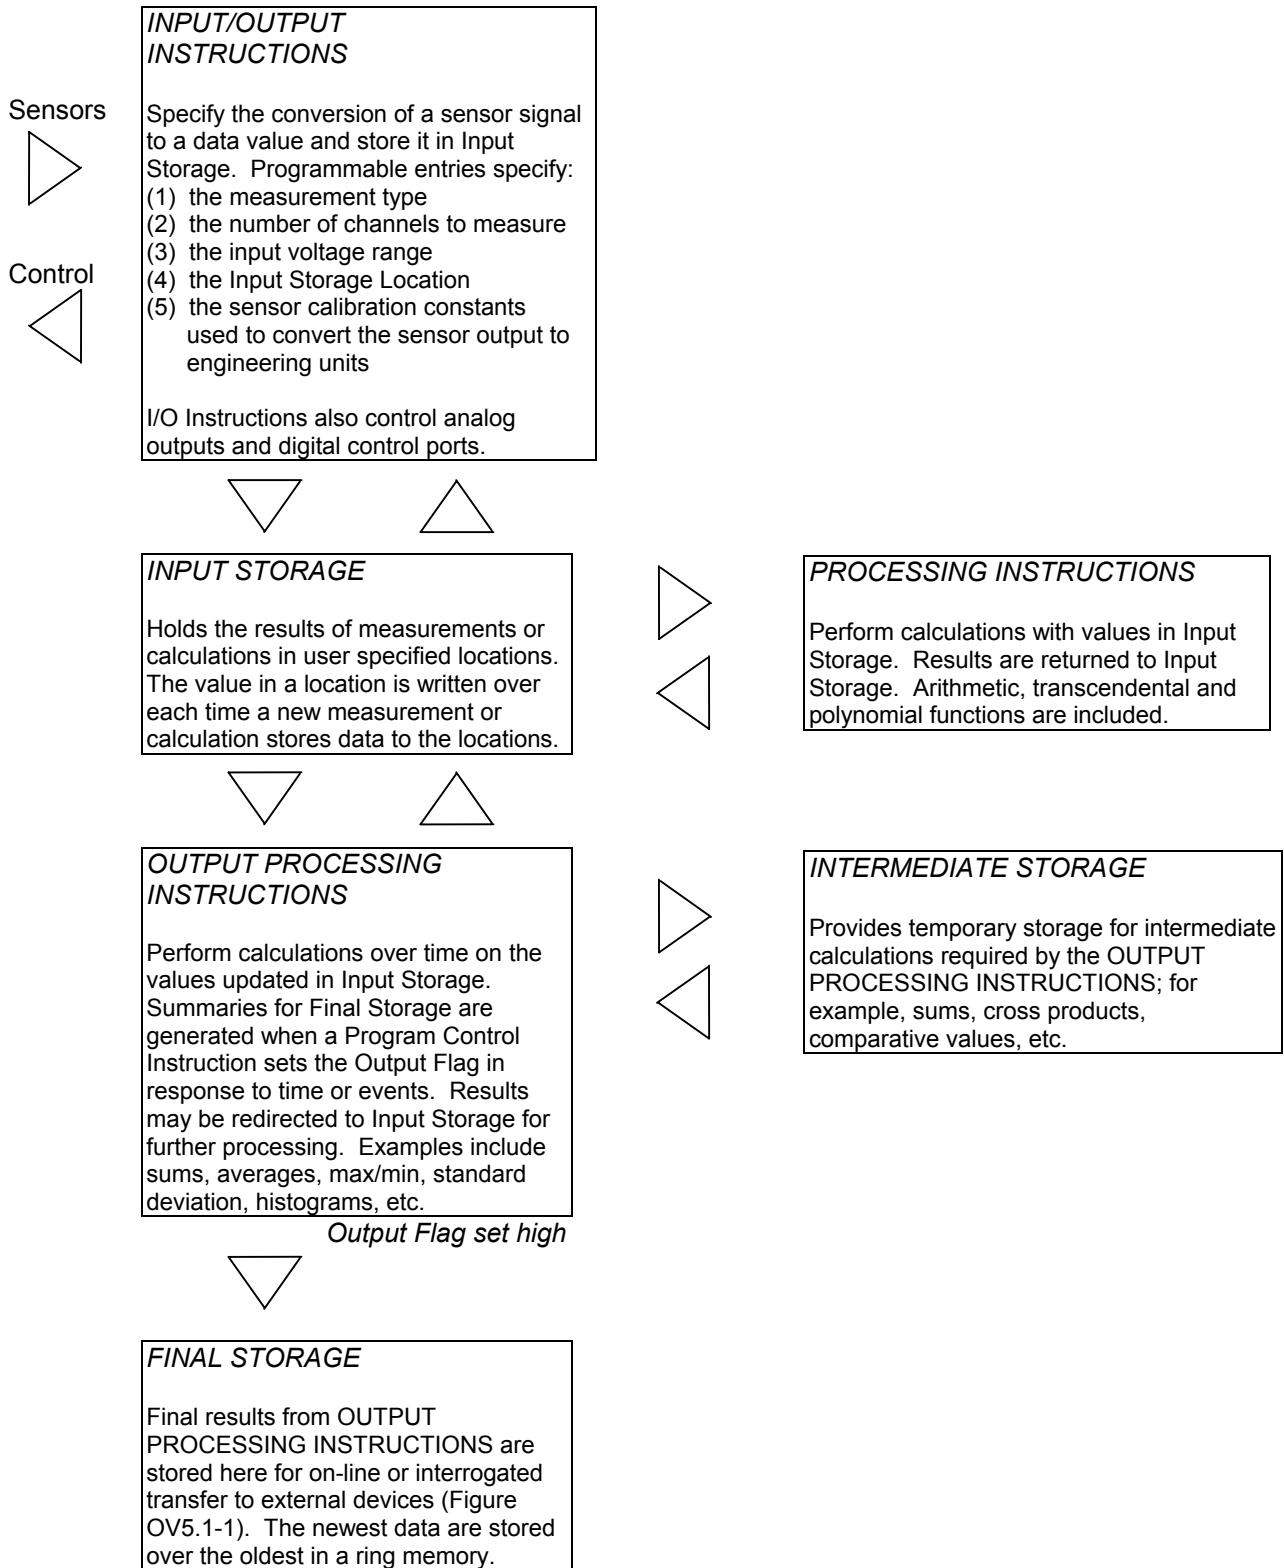 INPUT/OUTPUT
INSTRUCTIONS
Sensors
Control
Specify the conversion of a sensor signal
to a data value and store it in Input
Storage.  Programmable entries specify:
(1)  the measurement type
(2)  the number of channels to measure
(3)  the input voltage range
(4)  the Input Storage Location
(5)  the sensor calibration constants
used to convert the sensor output to
engineering units
I/O Instructions also control analog
outputs and digital control ports.
INPUT STORAGE
Holds the results of measurements or
calculations in user specified locations.
The value in a location is written over
each time a new measurement or
calculation stores data to the locations.
PROCESSING INSTRUCTIONS
Perform calculations with values in Input
Storage.  Results are returned to Input
Storage.  Arithmetic, transcendental and
polynomial functions are included.
OUTPUT PROCESSING
INSTRUCTIONS
Perform calculations over time on the
values updated in Input Storage.
Summaries for Final Storage are
generated when a Program Control
Instruction sets the Output Flag in
response to time or events.  Results
may be redirected to Input Storage for
further processing.  Examples include
sums, averages, max/min, standard
deviation, histograms, etc.
INTERMEDIATE STORAGE
Provides temporary storage for intermediate
calculations required by the OUTPUT
PROCESSING INSTRUCTIONS; for
example, sums, cross products,
comparative values, etc.
Output Flag set high
FINAL STORAGE
Final results from OUTPUT
PROCESSING INSTRUCTIONS are
stored here for on-line or interrogated
transfer to external devices (Figure
OV5.1-1).  The newest data are stored
over the oldest in a ring memory.